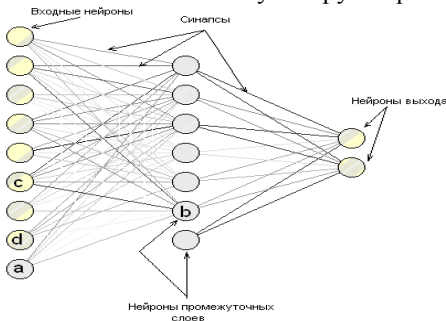 Входные нейроны
Синапсы
Нейроны выхода
c
b
d
a
Нейроны промежуточных
слоев